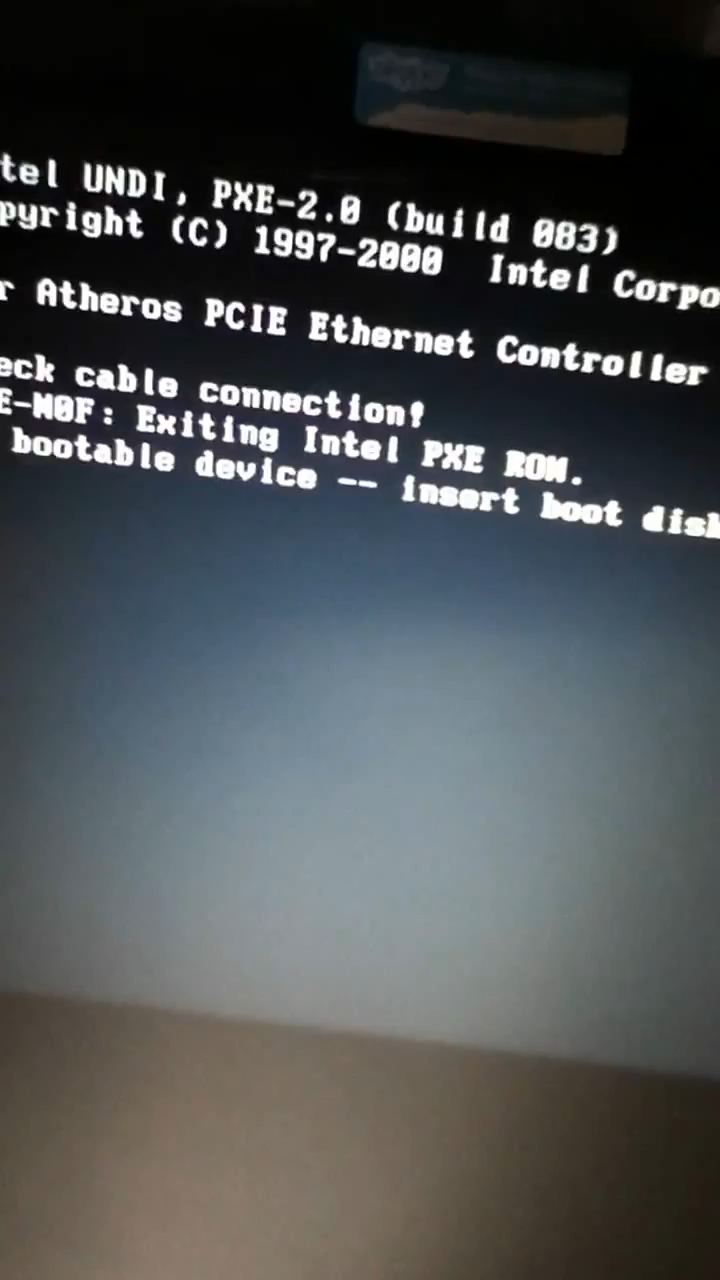 tel UNDI, PXE-2.0 (build 083)
pyright (C) 1997-2000 Intel Corpo
r Atheros PCIE Ethernet Controller
eck cable connection!
E-M0F: Exiting Intel PXE ROM.
bootable device -- insert boot disk